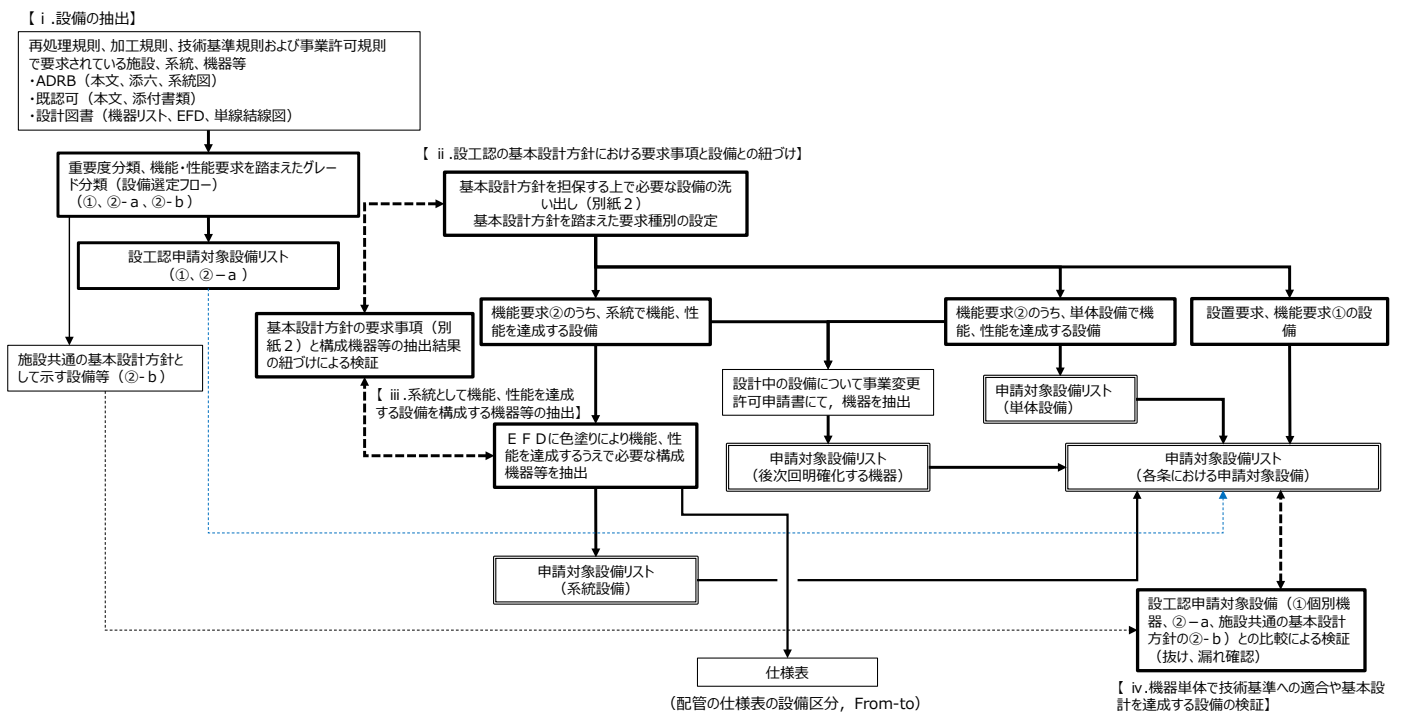 【ⅰ.設備の抽出】
再処理規則、加工規則、技術基準規則および事業許可規則
で要求されている施設、系統、機器等
・ADRB（本文、添六、系統図）
・既認可（本文、添付書類）
・設計図書（機器リスト、EFD、単線結線図）
重要度分類、機能・性能要求を踏まえたグレー
ド分類（設備選定フロー）
（①、②-a、②-b）
設工認申請対象設備リスト
（①、②－a ）
施設共通の基本設計方針と
して示す設備等（②-b）
【 ⅱ.設工認の基本設計方針における要求事項と設備との紐づけ】
基本設計方針を担保する上で必要な設備の洗
い出し（別紙２）
基本設計方針を踏まえた要求種別の設定
基本設計方針の要求事項（別
紙２）と構成機器等の抽出結果
の紐づけによる検証
機能要求②のうち、系統で機能、性
能を達成する設備
機能要求②のうち、単体設備で機
能、性能を達成する設備
設置要求、機能要求①の設
備
【 ⅲ.系統として機能、性能を達成
する設備を構成する機器等の抽出】
設計中の設備について事業変更
許可申請書にて，機器を抽出
申請対象設備リスト
（単体設備）
ＥＦＤに色塗りにより機能、性
能を達成するうえで必要な構成
機器等を抽出
申請対象設備リスト
（後次回明確化する機器）
申請対象設備リスト
（各条における申請対象設備）
申請対象設備リスト
（系統設備）
設工認申請対象設備（①個別機
器、②－a、施設共通の基本設計
方針の②-ｂ）との比較による検証
（抜け、漏れ確認）
仕様表
（配管の仕様表の設備区分，From-to）
【 ⅳ.機器単体で技術基準への適合や基本設
計を達成する設備の検証】